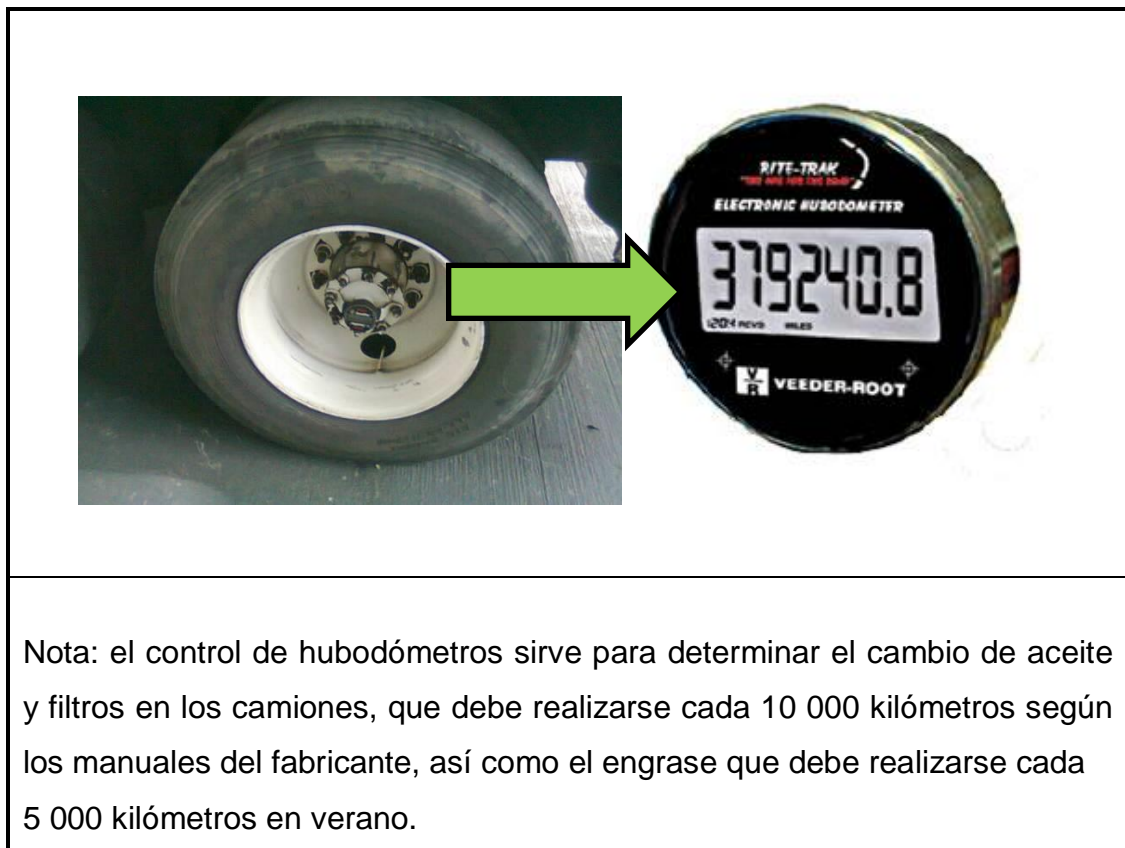 RITE-TRAK
ELECTRONIC HUBODOMETER
379240.8
MILES
VR VEEDER-ROOT
Nota: el control de hubodómetros sirve para determinar el cambio de aceite
y filtros en los camiones, que debe realizarse cada 10 000 kilómetros según
los manuales del fabricante, así como el engrase que debe realizarse cada
5 000 kilómetros en verano.